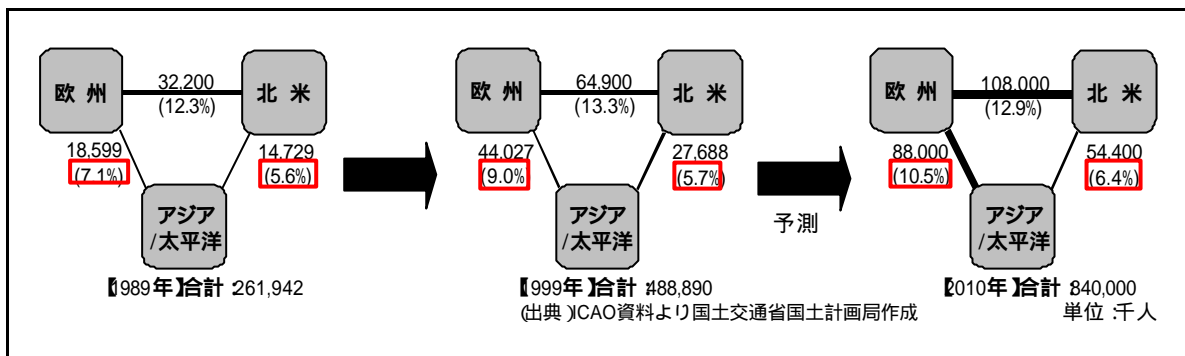 欧 州
32,200
(12.3%)
北 米
18,599
(7.1%)
14,729
(5.6%)
アジア
/太平洋
【1989年】合計:261,942
欧 州
64,900
(13.3%)
北 米
44,027
(9.0%
27,688
(5.7%)
アジア
/太平洋
【1999年】合計:488,890
(出典)ICAO資料より国土交通省国土計画局作成
予測
欧 州
108,000
(12.9%)
北 米
88,000
(10.5%)
54,400
(6.4%)
アジア
/太平洋
【2010年】合計:840,000
単位:千人